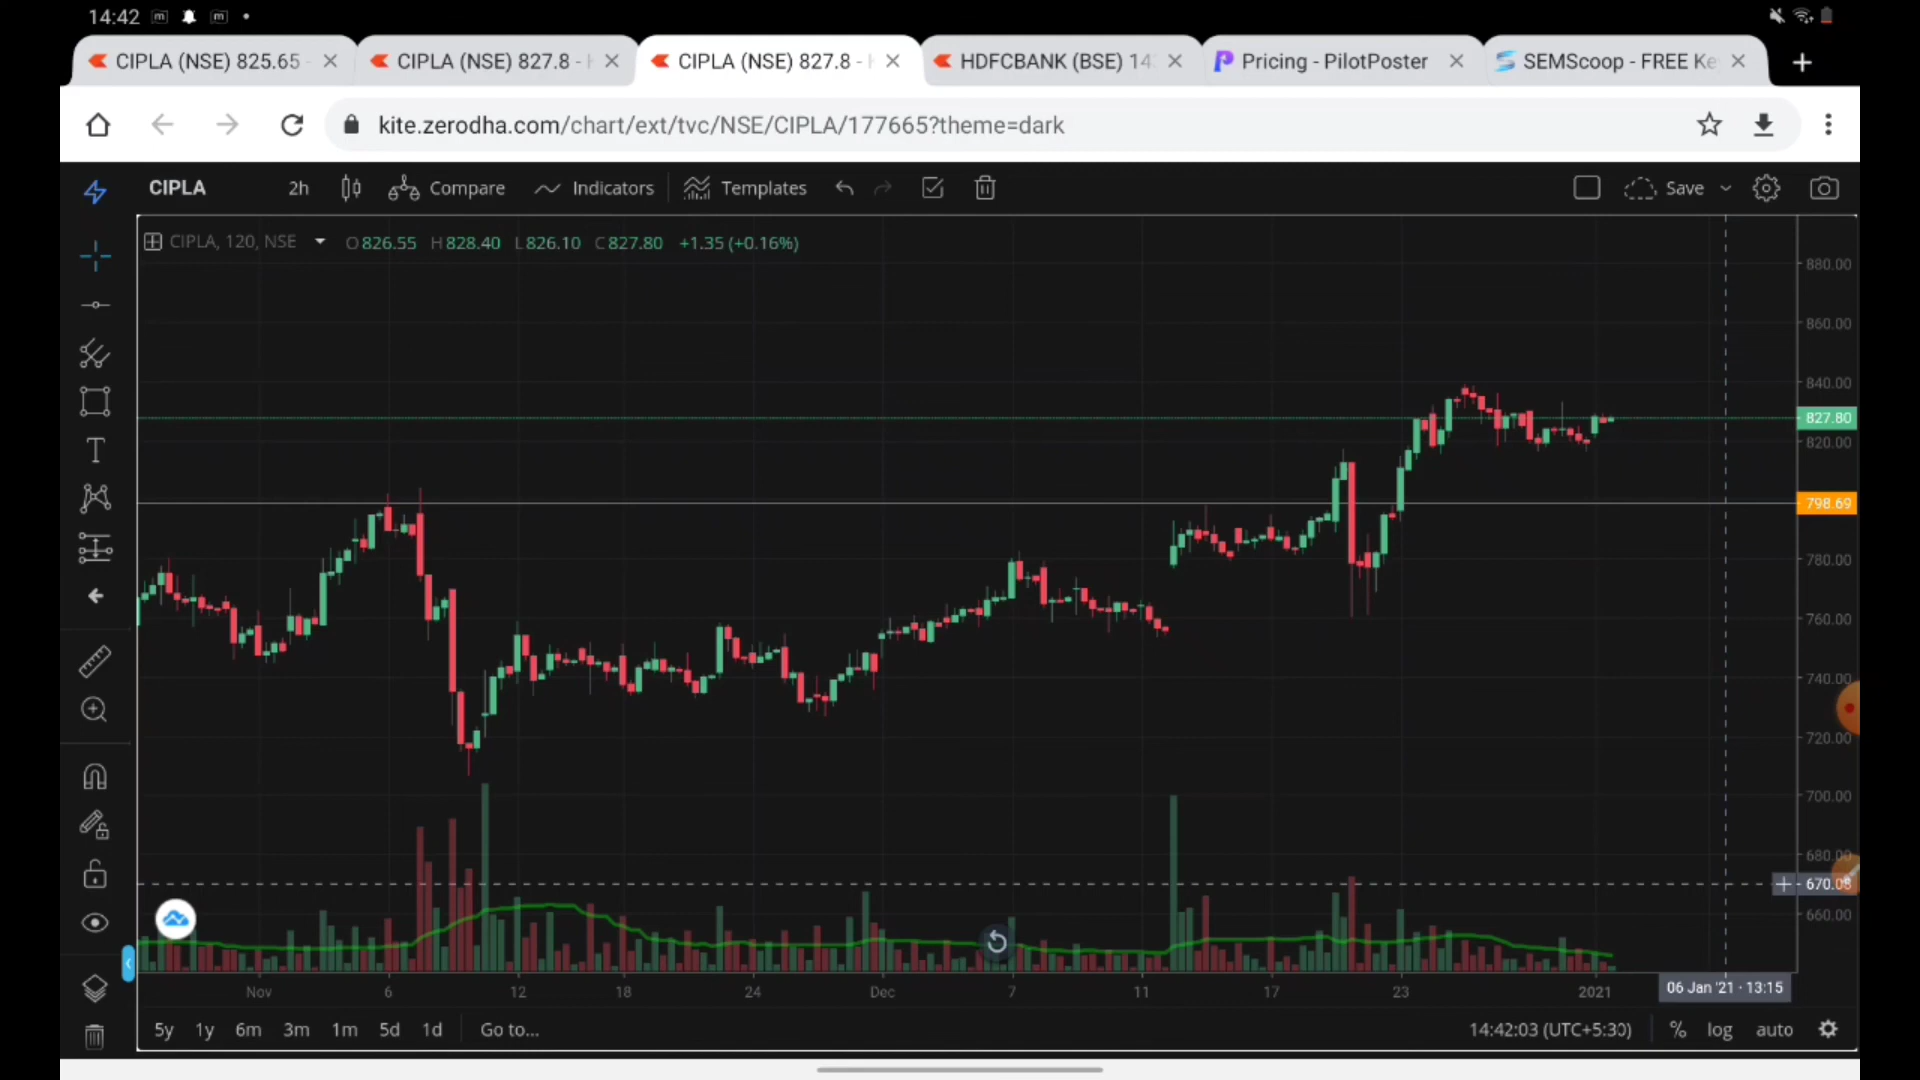 14:42
CIPLA (NSE) 825.65
CIPLA (NSE) 827.8 -
CIPLA (NSE) 827.8 -
HDFCBANK (BSE) 14
Pricing - PilotPoster
SEMScoop - FREE Ke
kite.zerodha.com/chart/ext/tvc/NSE/CIPLA/177665?theme=dark
CIPLA 2h Compare Indicators Templates Save
CIPLA, 120, NSE O826.55 H828.40 L826.10 C827.80 +1.35 (+0.16%)
880.00
860.00
840.00
827.80
820.00
798.69
780.00
760.00
740.00
720.00
700.00
680.00
670.08
660.00
Nov 6 12 18 24 Dec 7 11 17 23 2021 06 Jan '21 · 13:15
5y 1y 6m 3m 1m 5d 1d Go to... 14:42:03 (UTC+5:30) % log auto